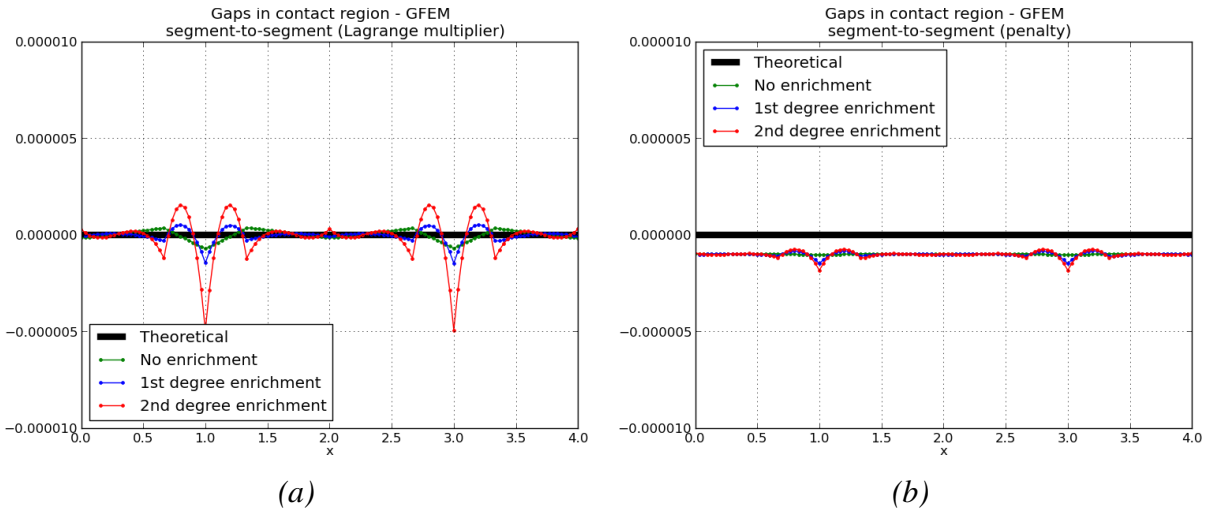 Gaps in contact region - GFEM
segment-to-segment (Lagrange multiplier)
0.000010
0.000005
0.000000
−0.000005
−0.000010
Theoretical
No enrichment
1st degree enrichment
2nd degree enrichment
0.0 0.5 1.0 1.5 2.0 2.5 3.0 3.5 4.0
x
(a)
Gaps in contact region - GFEM
segment-to-segment (penalty)
0.000010
Theoretical
No enrichment
1st degree enrichment
2nd degree enrichment
0.000005
0.000000
−0.000005
−0.000010
0.0 0.5 1.0 1.5 2.0 2.5 3.0 3.5 4.0
x
(b)